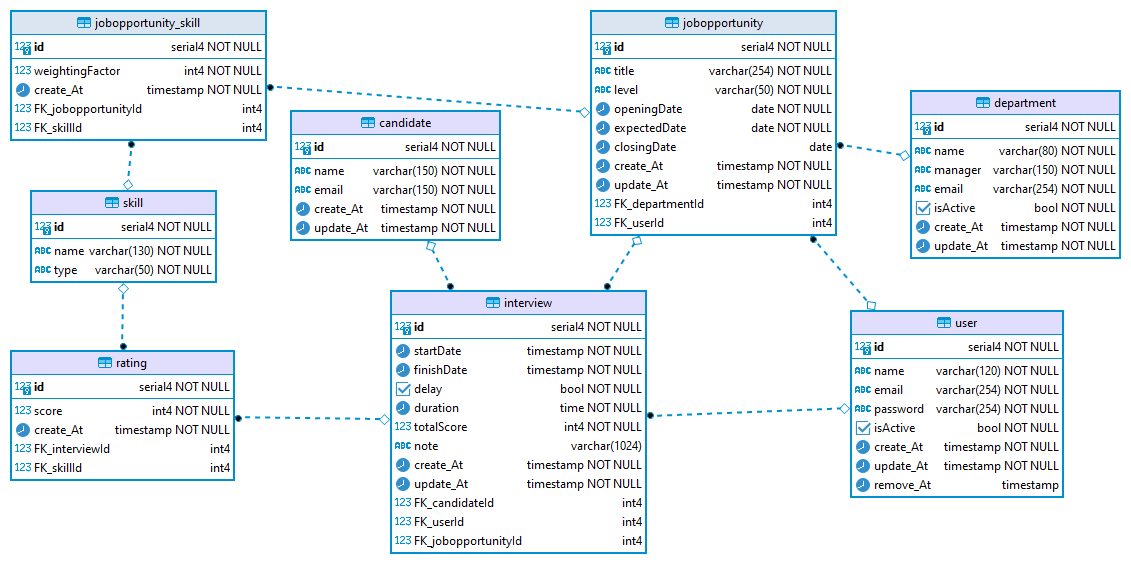 jobopportunity_skill
123 id serial4 NOT NULL
123 weightingFactor int4 NOT NULL
create_At timestamp NOT NULL
123 FK_jobopportunityId int4
123 FK_skillId int4
jobopportunity
123 id serial4 NOT NULL
ABC title varchar(254) NOT NULL
ABC level varchar(50) NOT NULL
openingDate date NOT NULL
expectedDate date NOT NULL
closingDate date
create_At timestamp NOT NULL
update_At timestamp NOT NULL
123 FK_departmentId int4
123 FK_userId int4
department
123 id serial4 NOT NULL
ABC name varchar(80) NOT NULL
ABC manager varchar(150) NOT NULL
ABC email varchar(254) NOT NULL
isActive bool NOT NULL
create_At timestamp NOT NULL
update_At timestamp NOT NULL
candidate
123 id serial4 NOT NULL
ABC name varchar(150) NOT NULL
ABC email varchar(150) NOT NULL
create_At timestamp NOT NULL
update_At timestamp NOT NULL
skill
123 id serial4 NOT NULL
ABC name varchar(130) NOT NULL
ABC type varchar(50) NOT NULL
interview
123 id serial4 NOT NULL
startDate timestamp NOT NULL
finishDate timestamp NOT NULL
delay bool NOT NULL
duration time NOT NULL
123 totalScore int4 NOT NULL
ABC note varchar(1024)
create_At timestamp NOT NULL
update_At timestamp NOT NULL
123 FK_candidateId int4
123 FK_userId int4
123 FK_jobopportunityId int4
user
123 id serial4 NOT NULL
ABC name varchar(120) NOT NULL
ABC email varchar(254) NOT NULL
ABC password varchar(254) NOT NULL
isActive bool NOT NULL
create_At timestamp NOT NULL
update_At timestamp NOT NULL
remove_At timestamp
rating
123 id serial4 NOT NULL
123 score int4 NOT NULL
create_At timestamp NOT NULL
123 FK_interviewId int4
123 FK_skillId int4